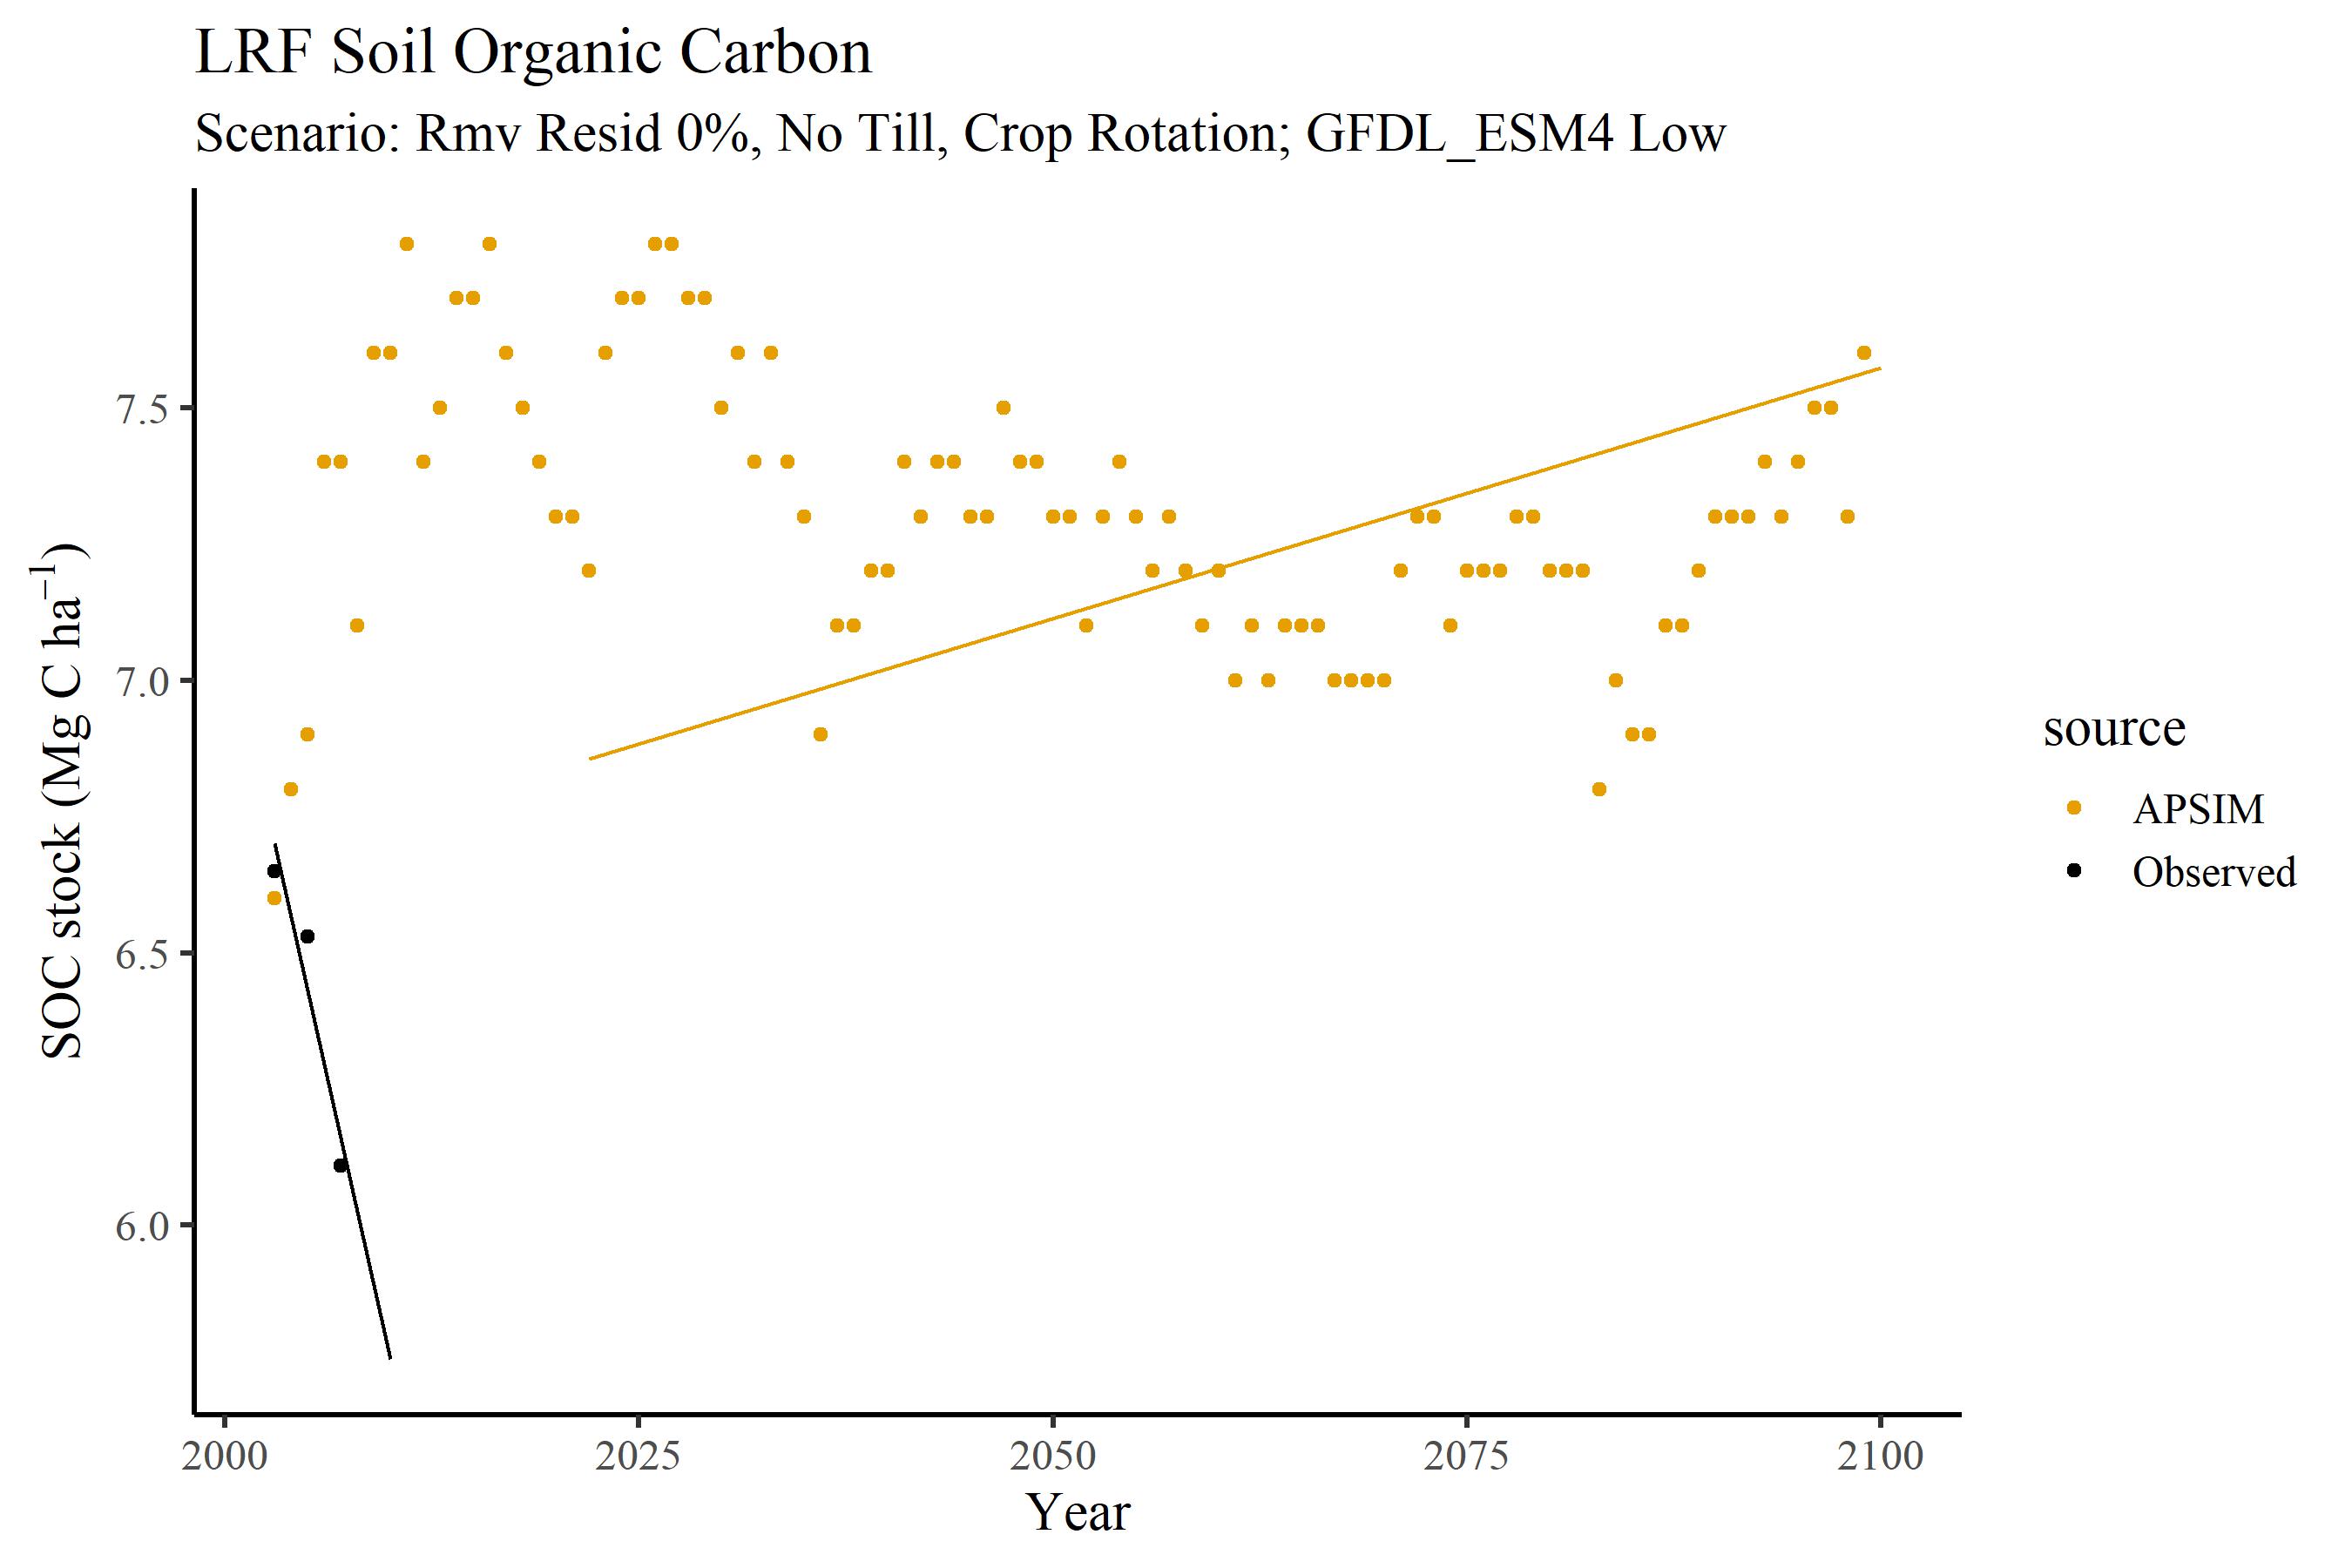 LRF Soil Organic Carbon
Scenario: Rmv Resid 0%, No Till, Crop Rotation; GFDL_ESM4 Low
SOC stock (Mg C ha⁻¹)
7.5
7.0
6.5
6.0
2000 2025 2050 2075 2100
Year
source
APSIM
Observed